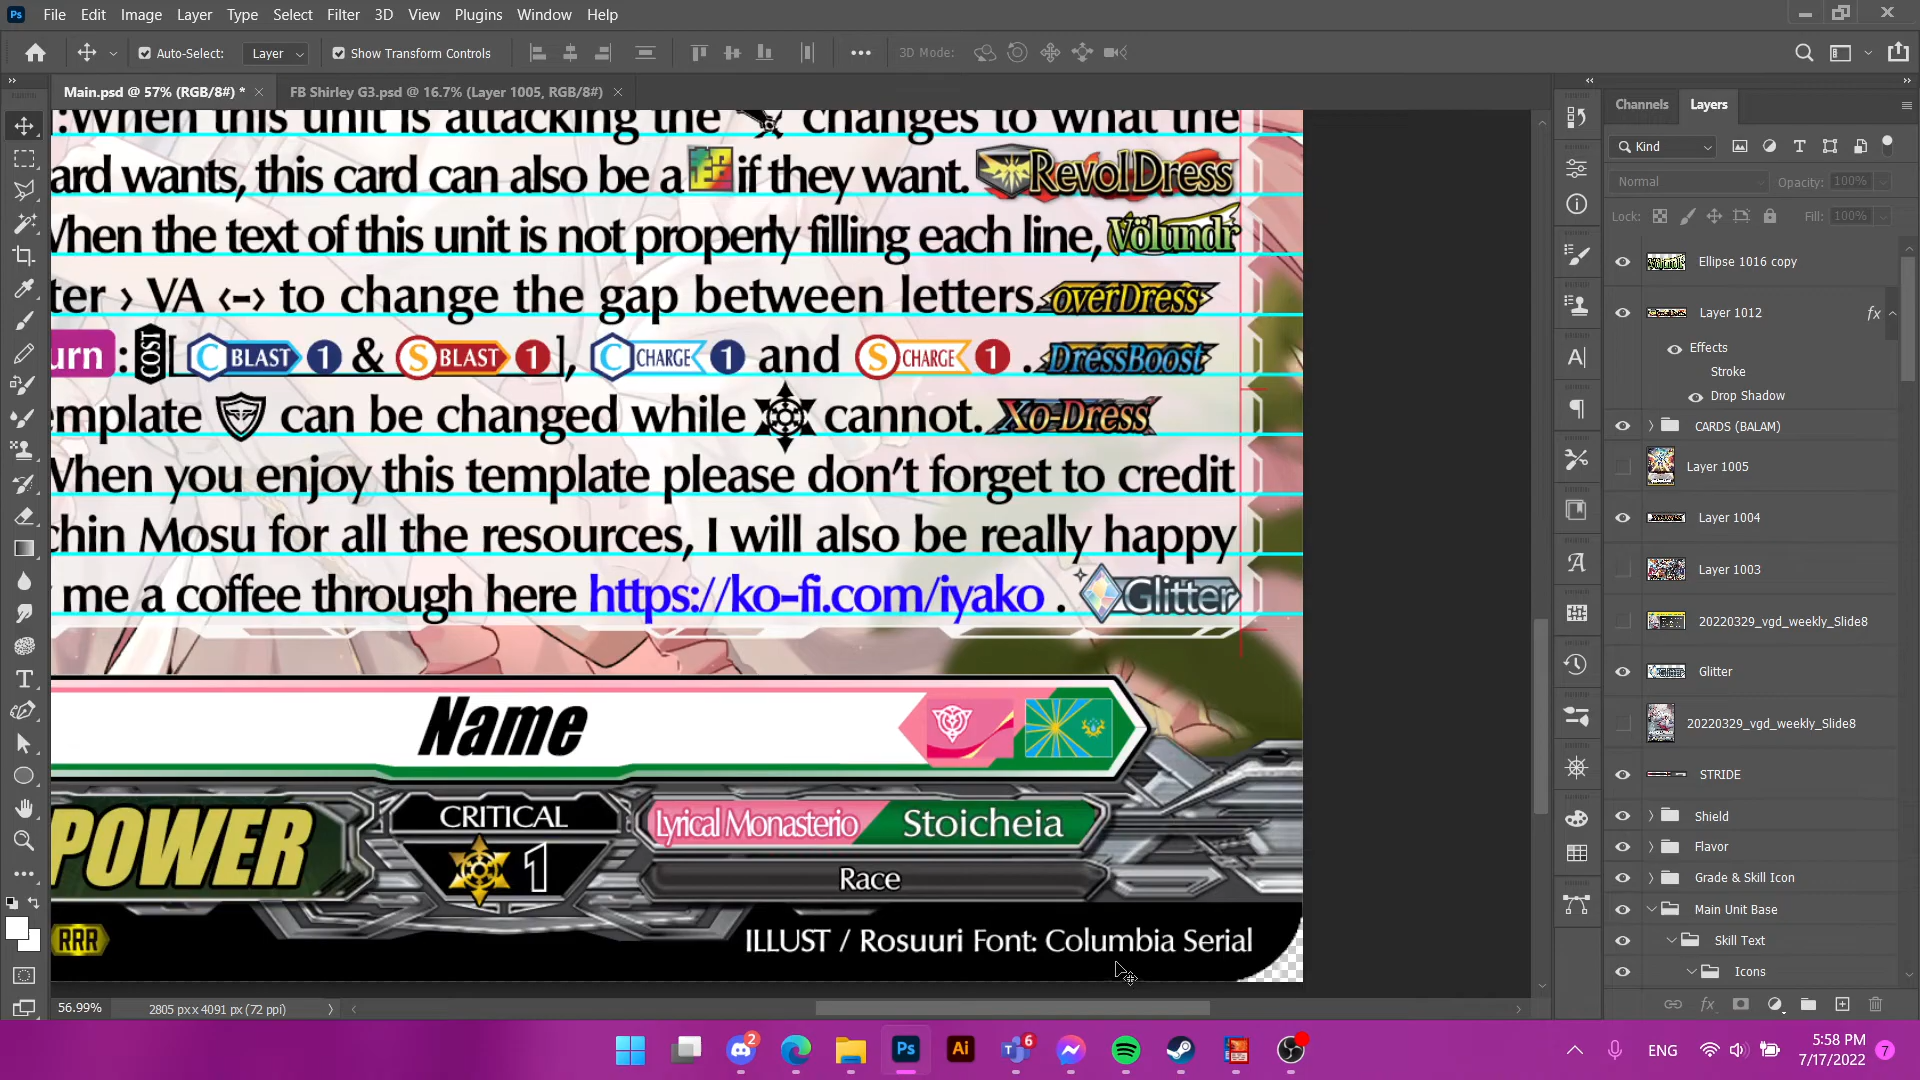 Ps File Edit Image Layer Type Select Filter 3D View Plugins Window Help
Auto-Select: Layer Show Transform Controls 3D Mode:
Main.psd @ 57% (RGB/8#) * FB Shirley G3.psd @ 16.7% (Layer 1005, RGB/8#)
:When this unit is attacking the changes to what the
ard wants, this card can also be a if they want. RevolDress
When the text of this unit is not properly filling each line, Völundr
ter › VA ‹-› to change the gap between letters. overDress
urn : COST [ C BLAST 1 & S BLAST 1 ], C CHARGE 1 and S CHARGE 1 . DressBoost
emplate can be changed while cannot. Xo-Dress
When you enjoy this template please don’t forget to credit
chin Mosu for all the resources, I will also be really happy
me a coffee through here https://ko-fi.com/iyako . Glitter
Name
POWER CRITICAL 1 Lyrical Monasterio Stoicheia
Race
RRR ILLUST / Rosuuri Font: Columbia Serial
56.99% 2805 px x 4091 px (72 ppi)
Channels Layers
Kind
Normal Opacity: 100%
Lock: Fill: 100%
Ellipse 1016 copy
Layer 1012 fx
Effects
Stroke
Drop Shadow
CARDS (BALAM)
Layer 1005
Layer 1004
Layer 1003
20220329_vgd_weekly_Slide8
Glitter
20220329_vgd_weekly_Slide8
STRIDE
Shield
Flavor
Grade & Skill Icon
Main Unit Base
Skill Text
Icons
fx
2 Ps Ai 6
ENG 5:58 PM
7/17/2022 7